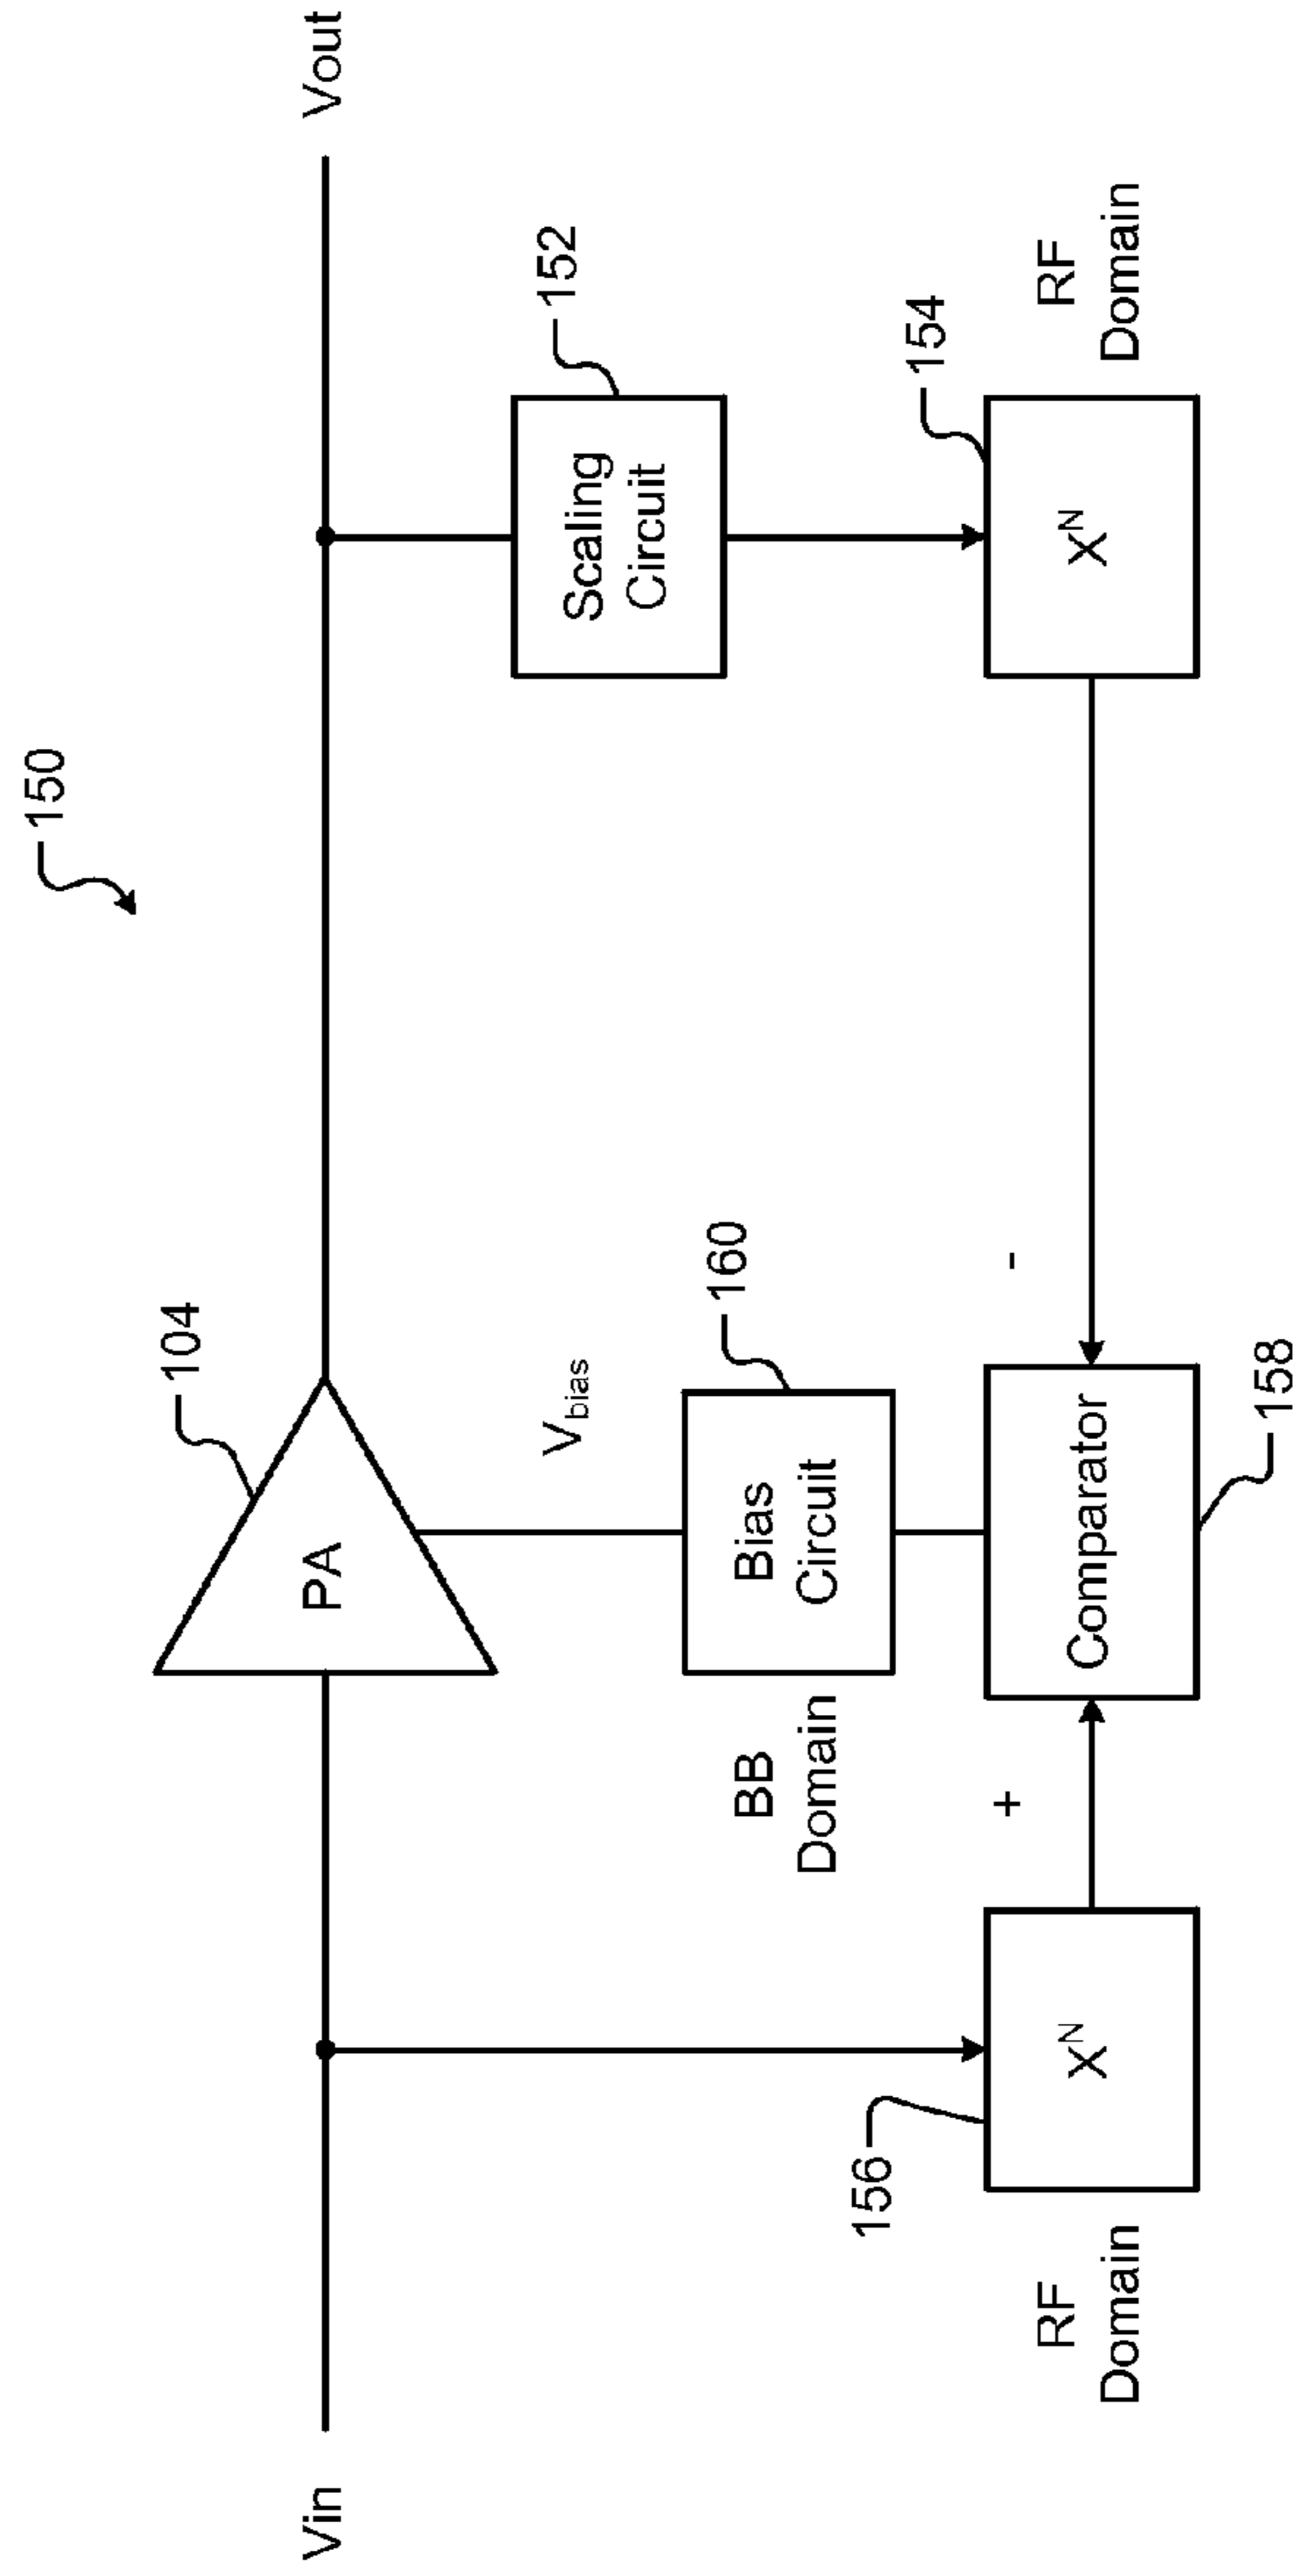 150
Vin
Vout
104
PA
152
Scaling
Circuit
V_bias
160
Bias
Circuit
BB
Domain
154
X^N
RF
Domain
156
X^N
RF
Domain
+
-
Comparator
158